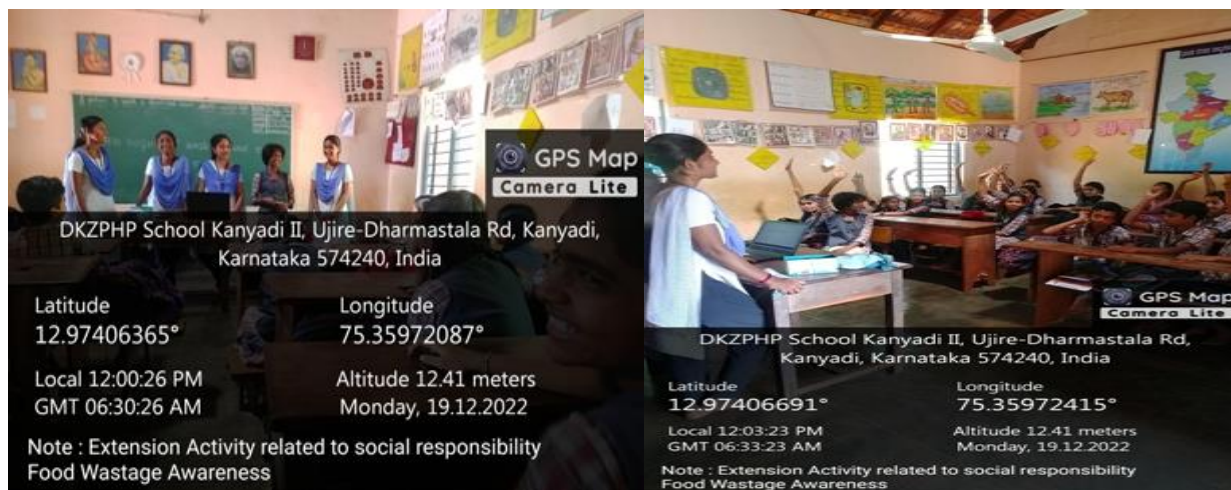 GPS Map
Camera Lite
DKZPHP School Kanyadi II, Ujire-Dharmastala Rd, Kanyadi,
Karnataka 574240, India
Latitude
12.97406365°
Longitude
75.35972087°
Local 12:00:26 PM
GMT 06:30:26 AM
Altitude 12.41 meters
Monday, 19.12.2022
Note : Extension Activity related to social responsibility
Food Wastage Awareness
GPS Map
Camera Lite
DKZPHP School Kanyadi II, Ujire-Dharmastala Rd,
Kanyadi, Karnataka 574240, India
Latitude
12.97406691°
Longitude
75.35972415°
Local 12:03:23 PM
GMT 06:33:23 AM
Altitude 12.41 meters
Monday, 19.12.2022
Note : Extension Activity related to social responsibility
Food Wastage Awareness